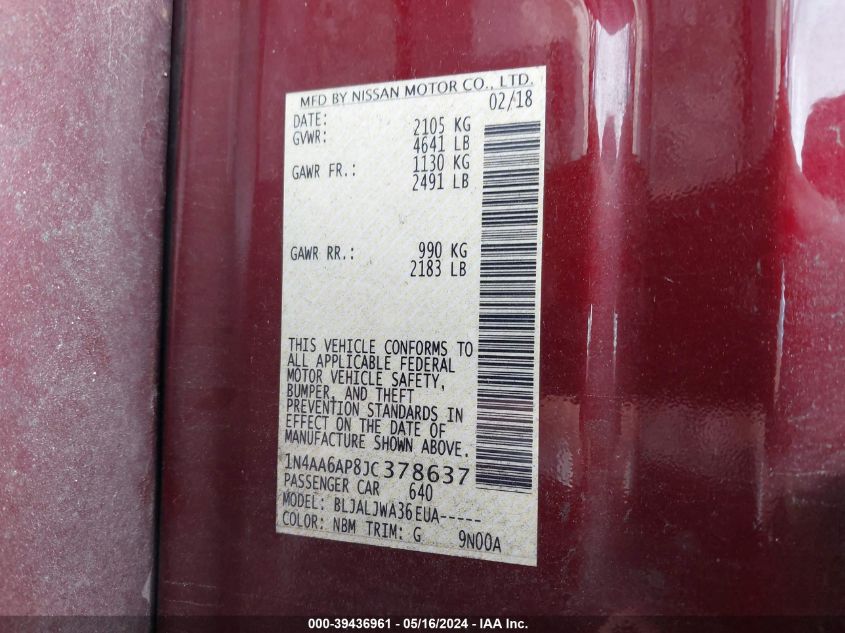 MFD BY NISSAN MOTOR CO., LTD.
DATE: 02/18
GVWR: 2105 KG
4641 LB
GAWR FR.: 1130 KG
2491 LB
GAWR RR.: 990 KG
2183 LB
THIS VEHICLE CONFORMS TO
ALL APPLICABLE FEDERAL
MOTOR VEHICLE SAFETY,
BUMPER, AND THEFT
PREVENTION STANDARDS IN
EFFECT ON THE DATE OF
MANUFACTURE SHOWN ABOVE.
1N4AA6AP8JC378637
PASSENGER CAR 640
MODEL: BLJALJWA36EUA-----
COLOR: NBM TRIM: G 9N00A
000-39436961 - 05/16/2024 - IAA Inc.